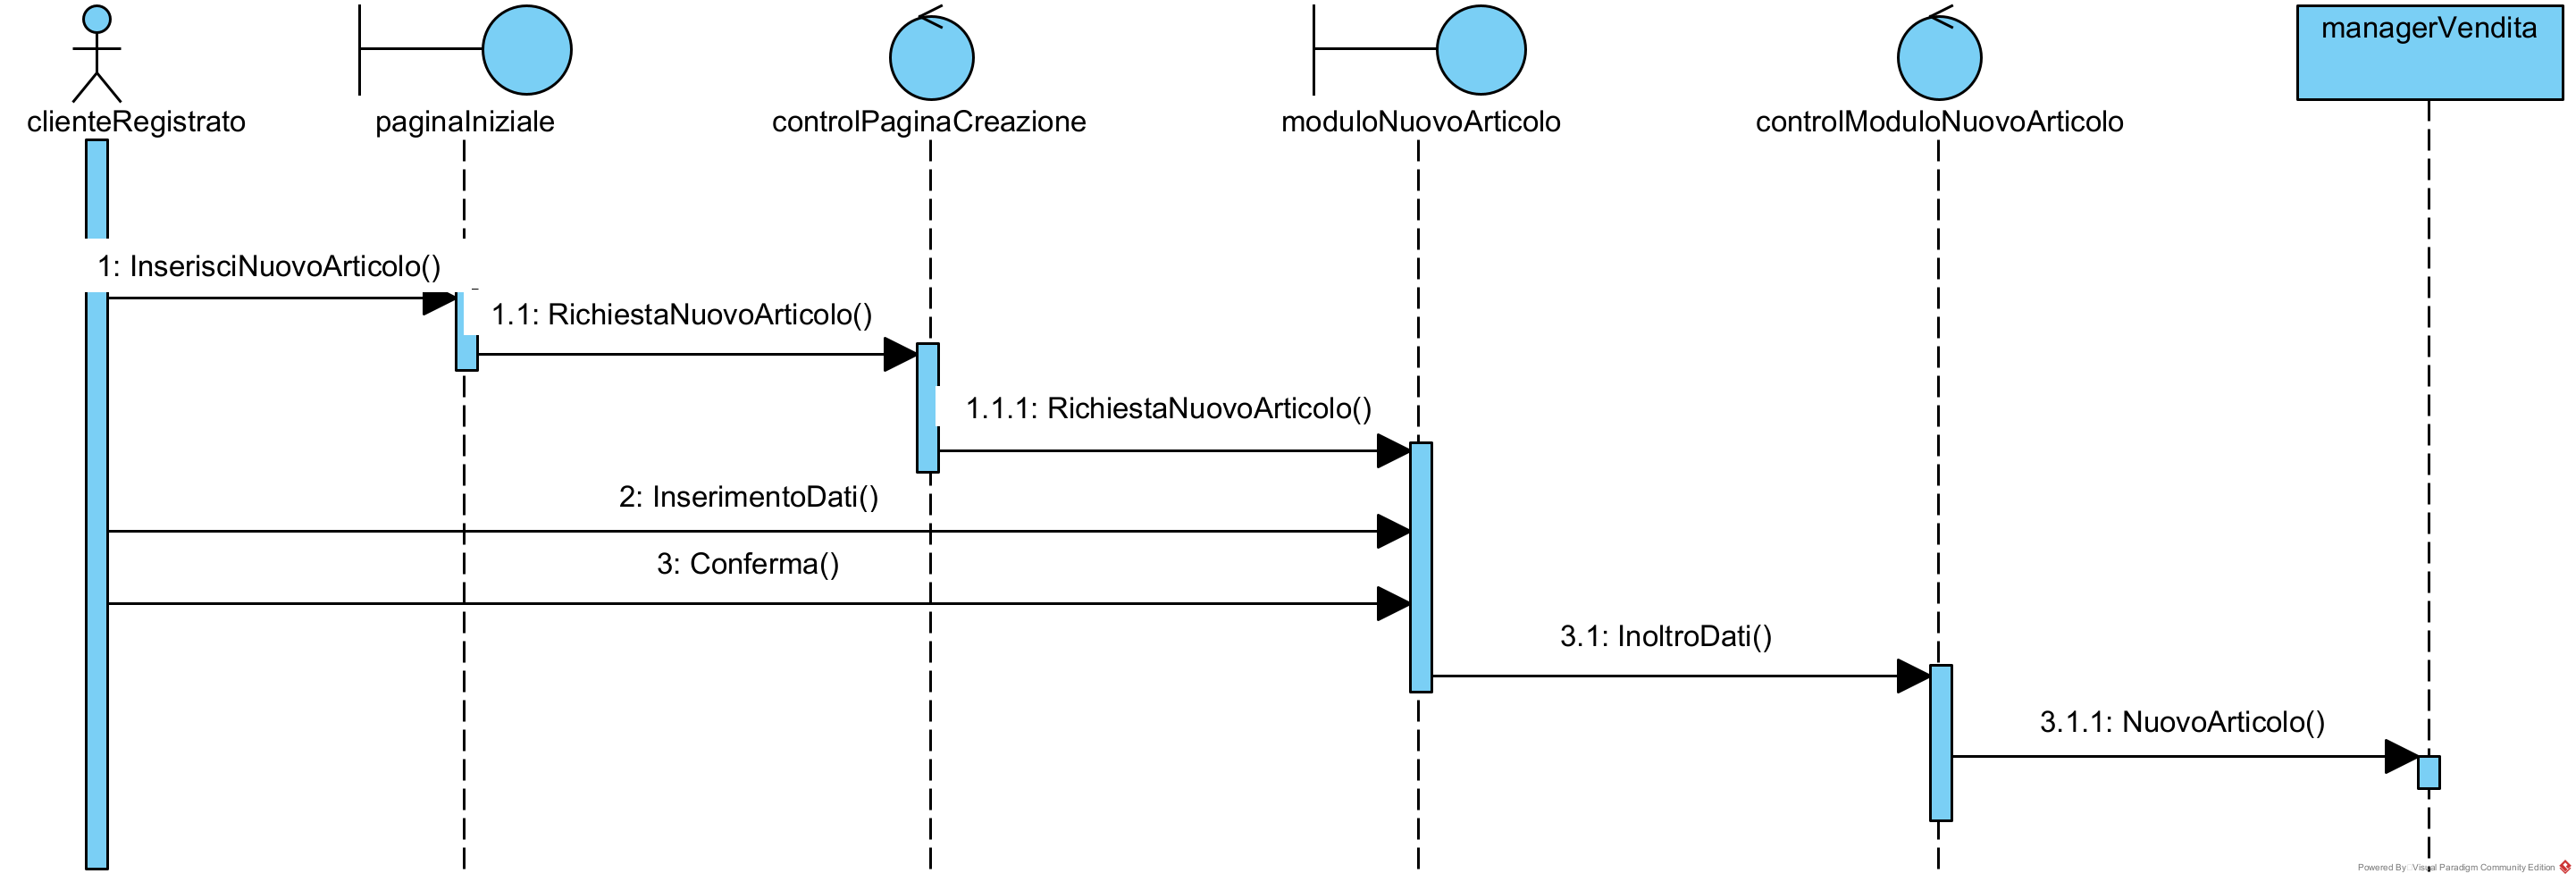 clienteRegistrato
paginaIniziale
controlPaginaCreazione
moduloNuovoArticolo
controlModuloNuovoArticolo
managerVendita
1: InserisciNuovoArticolo()
1.1: RichiestaNuovoArticolo()
1.1.1: RichiestaNuovoArticolo()
2: InserimentoDati()
3: Conferma()
3.1: InoltroDati()
3.1.1: NuovoArticolo()
Powered By Visual Paradigm Community Edition